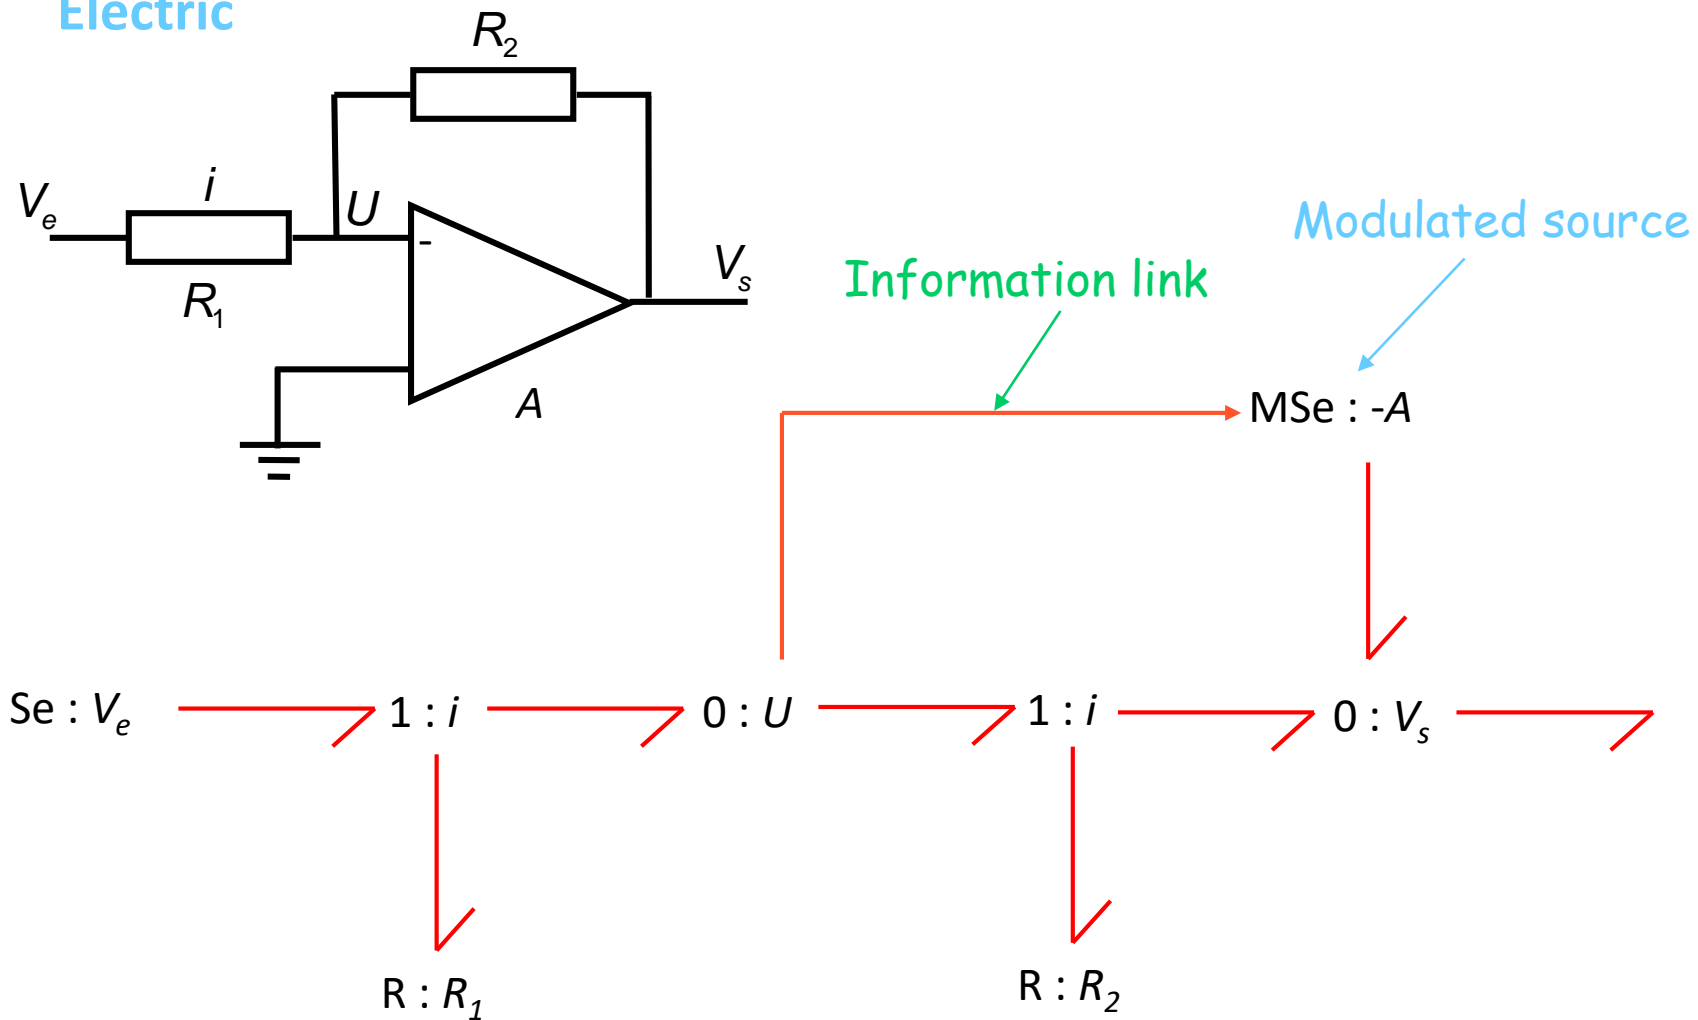 Electric
R2
i
Ve
U
-
R1
Vs
A
Modulated source
Information link
MSe : -A
Se : Ve
1 : i
0 : U
1 : i
0 : Vs
R : R1
R : R2